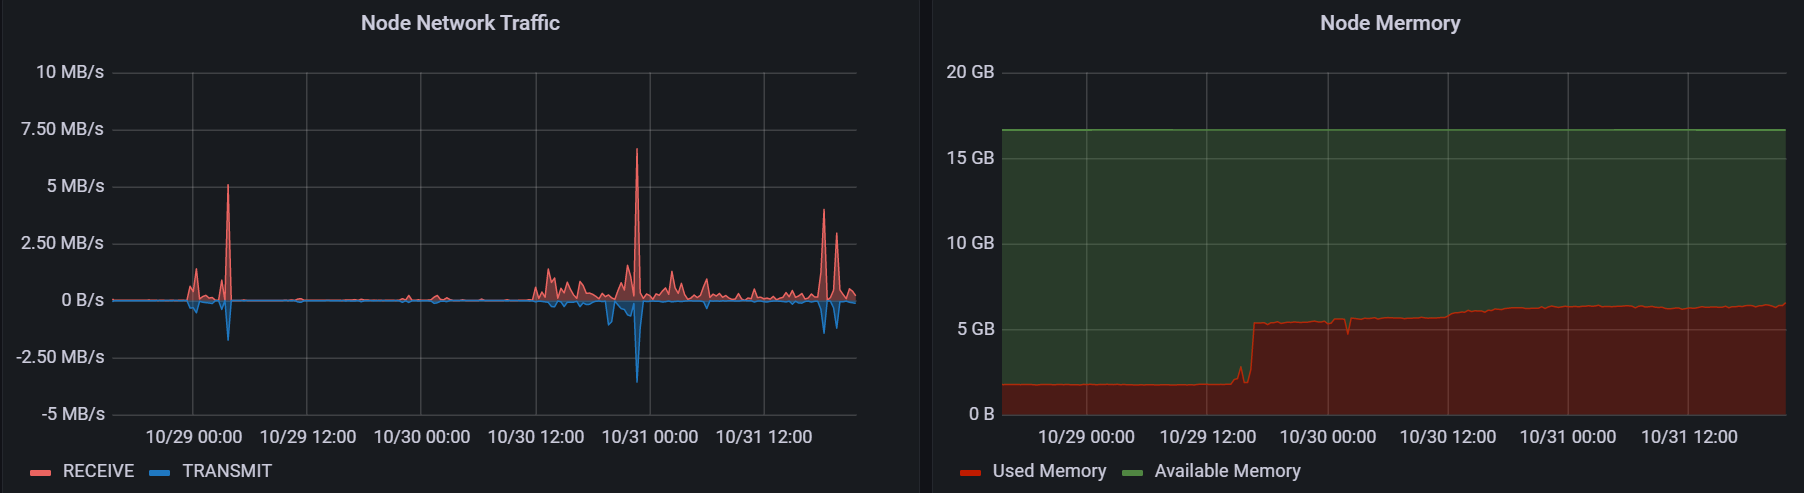 Node Network Traffic
10 MB/s
7.50 MB/s
5 MB/s
2.50 MB/s
0 B/s
-2.50 MB/s
-5 MB/s
10/29 00:00 10/29 12:00 10/30 00:00 10/30 12:00 10/31 00:00 10/31 12:00
RECEIVE TRANSMIT
Node Mermory
20 GB
15 GB
10 GB
5 GB
0 B
10/29 00:00 10/29 12:00 10/30 00:00 10/30 12:00 10/31 00:00 10/31 12:00
Used Memory Available Memory